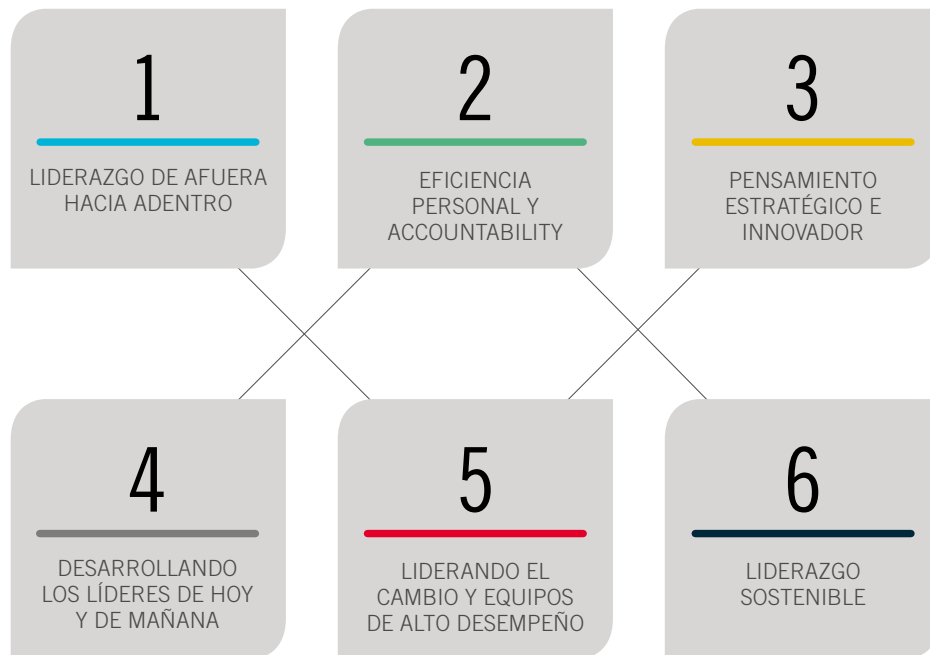 1
LIDERAZGO DE AFUERA
HACIA ADENTRO
2
EFICIENCIA
PERSONAL Y
ACCOUNTABILITY
3
PENSAMIENTO
ESTRATÉGICO E
INNOVADOR
4
DESARROLLANDO
LOS LÍDERES DE HOY
Y DE MAÑANA
5
LIDERANDO EL
CAMBIO Y EQUIPOS
DE ALTO DESEMPEÑO
6
LIDERAZGO
SOSTENIBLE